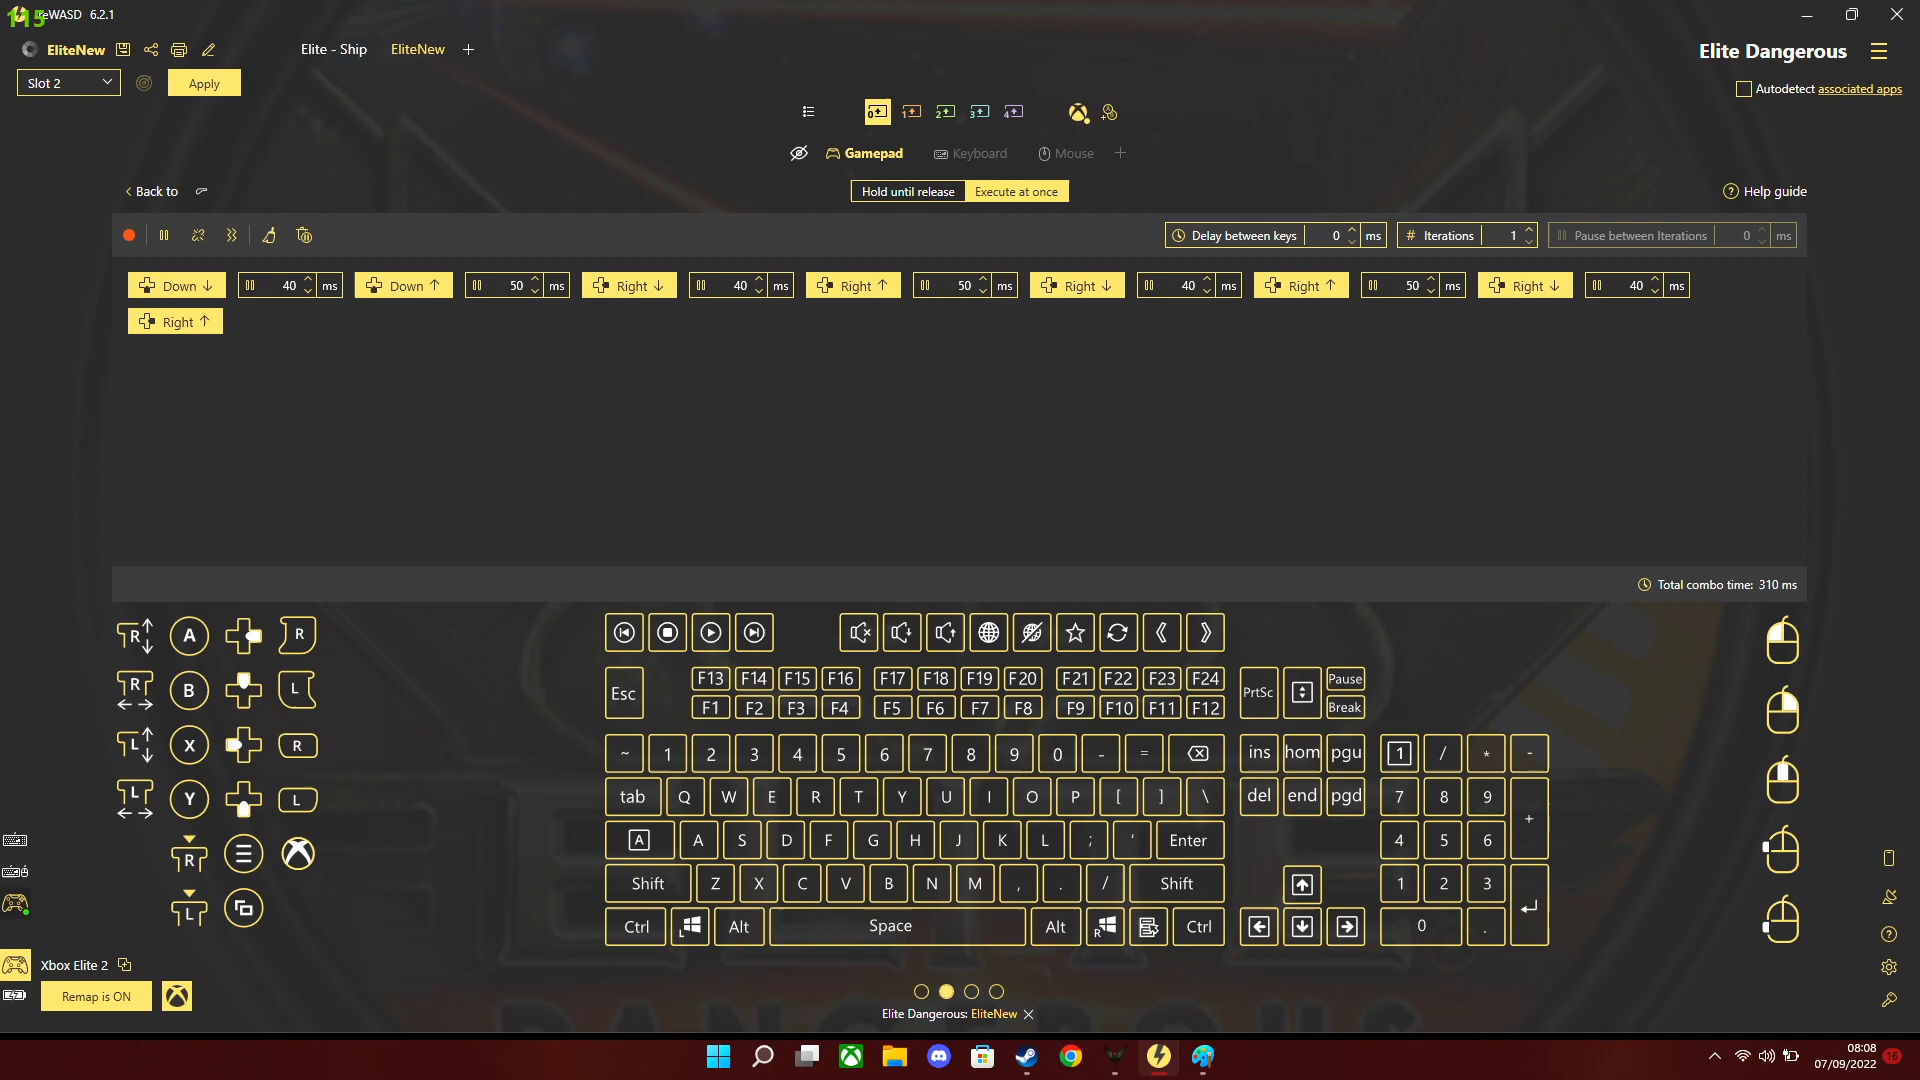 115
reWASD 6.2.1
EliteNew
Elite - Ship EliteNew +
Elite Dangerous
Slot 2
Apply
Autodetect associated apps
0 1 2 3 4
Gamepad Keyboard Mouse +
< Back to
Hold until release Execute at once
? Help guide
Delay between keys 0 ms # Iterations 1 Pause between Iterations 0 ms
Down ↓ 40 ms Down ↑ 50 ms Right ↓ 40 ms Right ↑ 50 ms Right ↓ 40 ms Right ↑ 50 ms Right ↓ 40 ms
Right ↑
Total combo time: 310 ms
R A R
R B L
L X R
L Y L
R
L
Esc F13 F14 F15 F16 F17 F18 F19 F20 F21 F22 F23 F24 PrtSc Pause
F1 F2 F3 F4 F5 F6 F7 F8 F9 F10 F11 F12 Break
~ 1 2 3 4 5 6 7 8 9 0 - = ins hom pgu 1 / * -
tab Q W E R T Y U I O P [ ] \ del end pgd 7 8 9 +
A A S D F G H J K L ; ' Enter 4 5 6
Shift Z X C V B N M , . / Shift 1 2 3
Ctrl L Alt Space Alt R Ctrl 0 .
Xbox Elite 2
Remap is ON
Elite Dangerous: EliteNew
DANGEROUS
08:08
07/09/2022
16